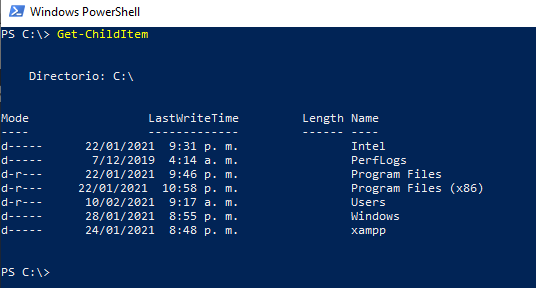 Windows PowerShell
PS C:\> Get-ChildItem
Directorio: C:\
Mode LastWriteTime Length Name
---- ------------- ------ ----
d----- 22/01/2021 9:31 p. m. Intel
d----- 7/12/2019 4:14 a. m. PerfLogs
d-r--- 22/01/2021 9:46 p. m. Program Files
d-r--- 22/01/2021 10:58 p. m. Program Files (x86)
d-r--- 10/02/2021 9:17 a. m. Users
d----- 28/01/2021 8:55 p. m. Windows
d----- 24/01/2021 8:48 p. m. xampp
PS C:\>